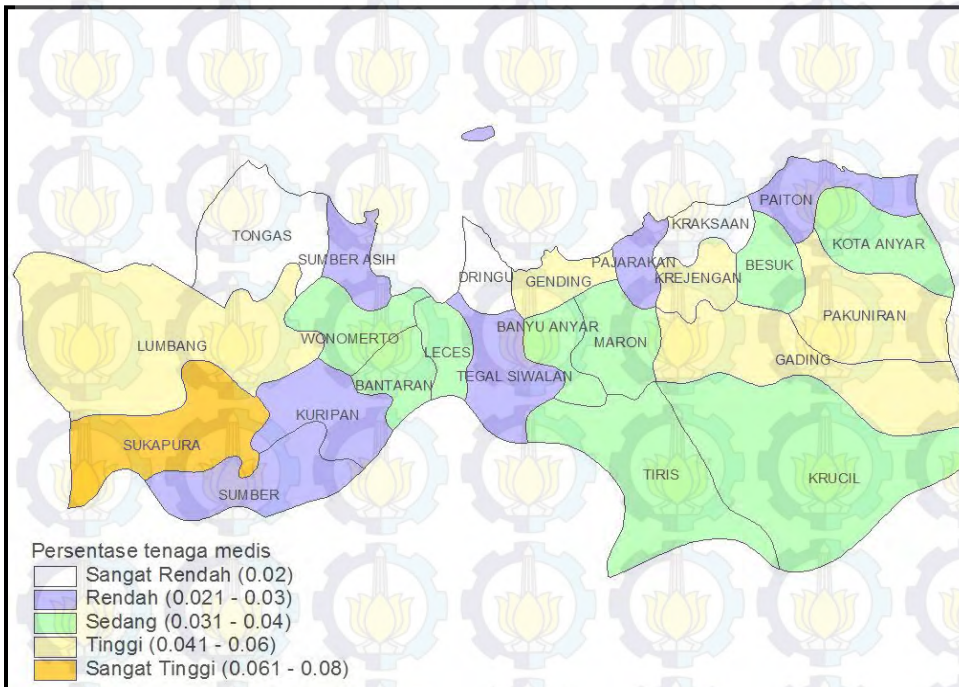 PAITON
KRAKSAAN
TONGAS
KOTA ANYAR
SUMBER ASIH
PAJARAKAN
BESUK
DRINGU
GENDING
KREJENGAN
PAKUNIRAN
BANYU ANYAR
WONOMERTO
MARON
LUMBANG
LECES
GADING
TEGAL SIWALAN
BANTARAN
KURIPAN
SUKAPURA
TIRIS
KRUCIL
SUMBER
Persentase tenaga medis
Sangat Rendah (0.02)
Rendah (0.021 - 0.03)
Sedang (0.031 - 0.04)
Tinggi (0.041 - 0.06)
Sangat Tinggi (0.061 - 0.08)